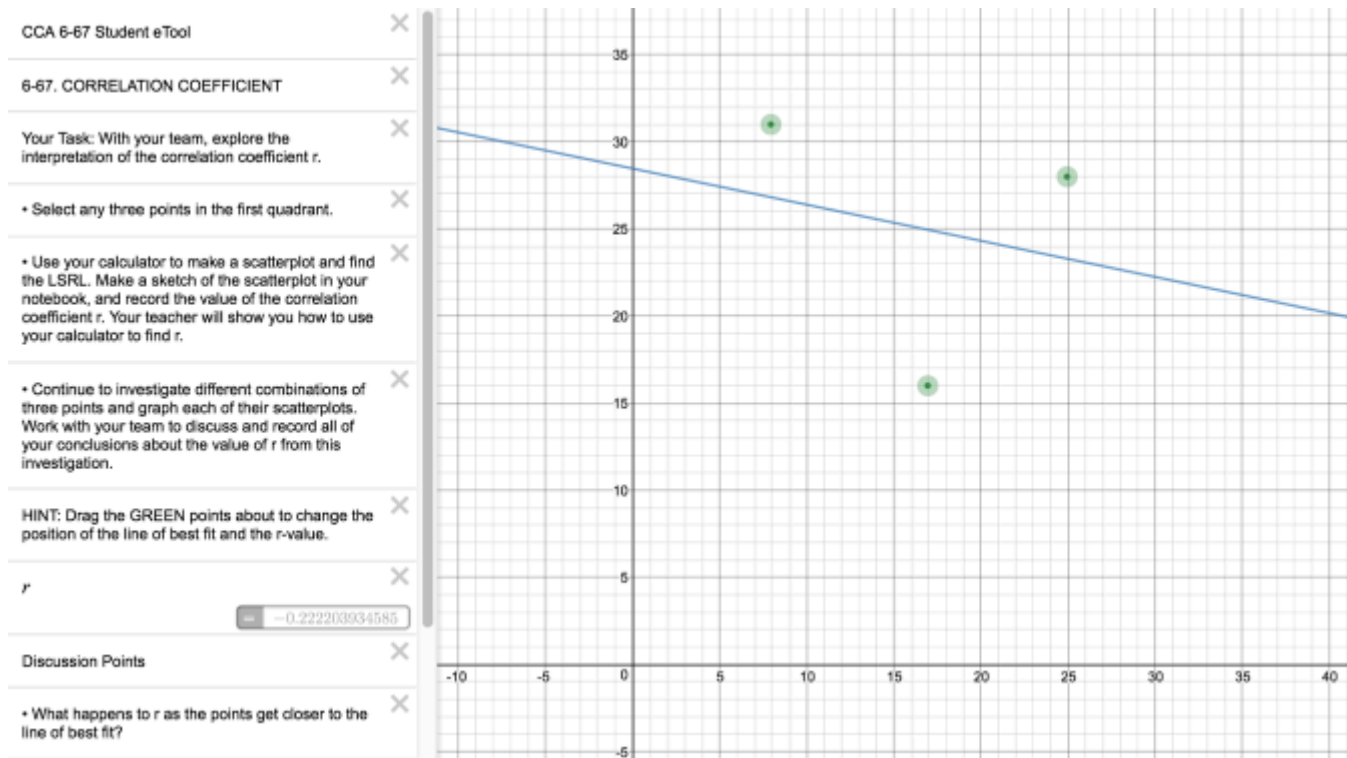 CCA 6-67 Student eTool
6-67. CORRELATION COEFFICIENT
Your Task: With your team, explore the
interpretation of the correlation coefficient r.
• Select any three points in the first quadrant.
• Use your calculator to make a scatterplot and find
the LSRL. Make a sketch of the scatterplot in your
notebook, and record the value of the correlation
coefficient r. Your teacher will show you how to use
your calculator to find r.
• Continue to investigate different combinations of
three points and graph each of their scatterplots.
Work with your team to discuss and record all of
your conclusions about the value of r from this
investigation.
HINT: Drag the GREEN points about to change the
position of the line of best fit and the r-value.
r
= −0.222203934585
Discussion Points
• What happens to r as the points get closer to the
line of best fit?
35
30
25
20
15
10
5
-10 -5 0 5 10 15 20 25 30 35 40
-5